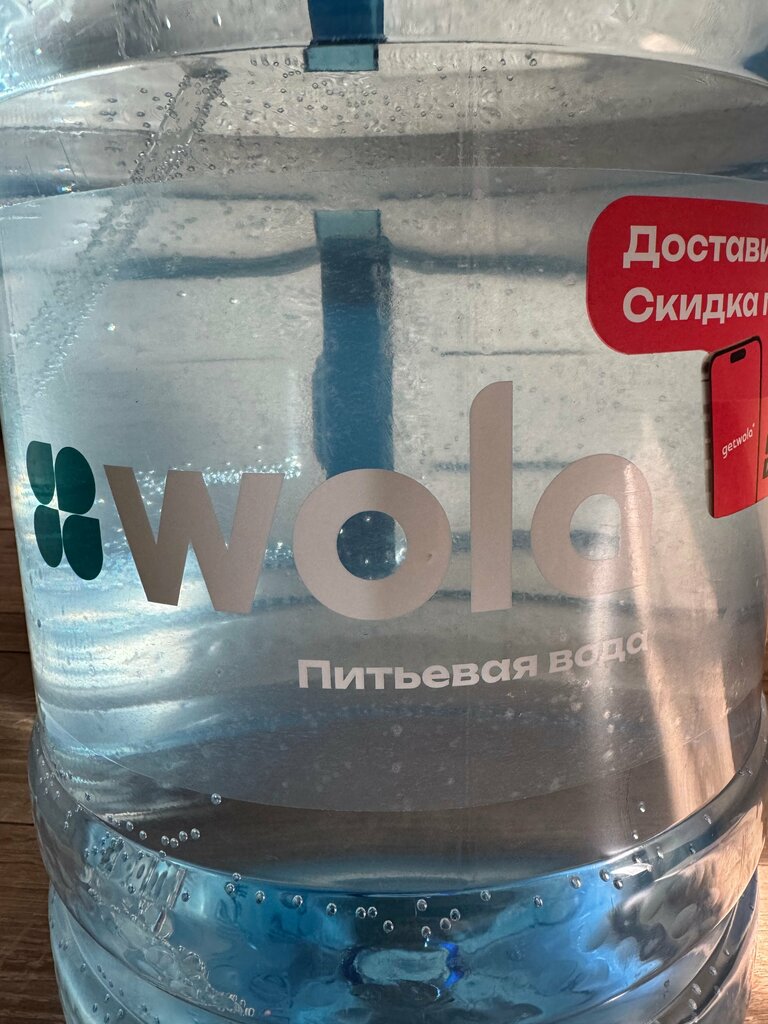 Достави
Скидка
getwola
wola
Питьевая вода